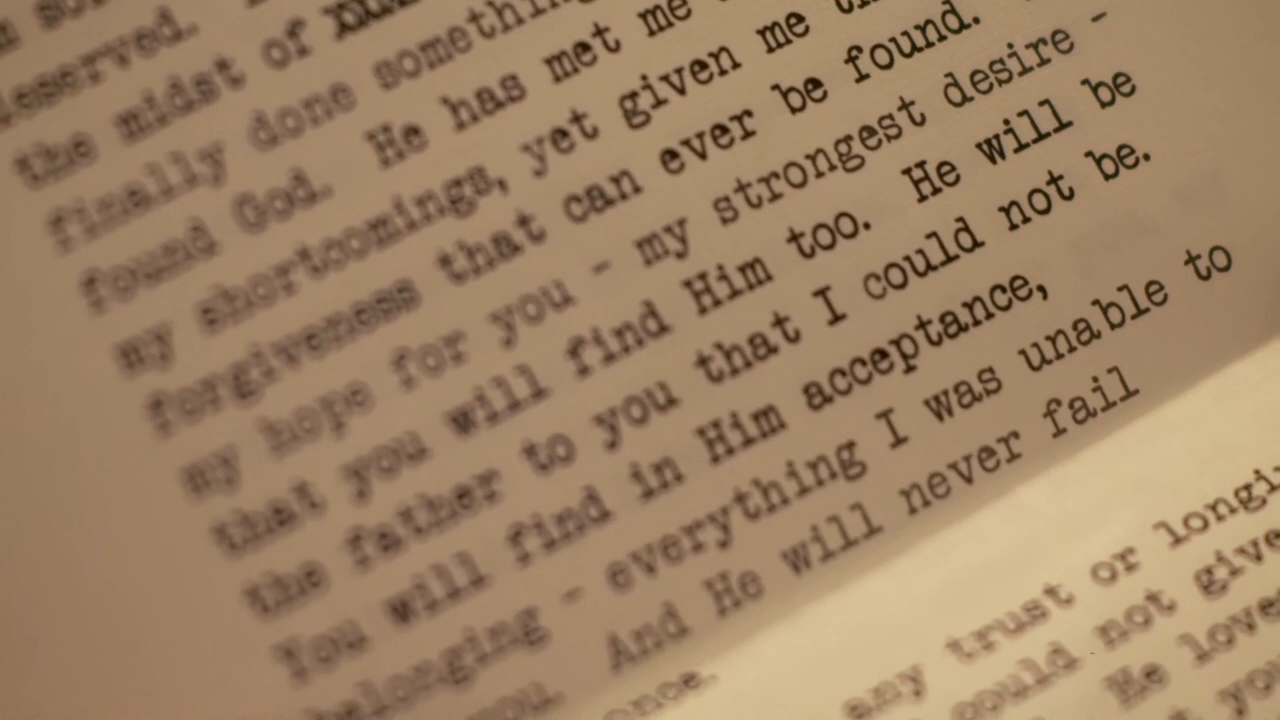 deserved.
the midst of
finally done something
found God.  He has met me
my shortcomings, yet given me
forgiveness that can ever be found.
my hope for you - my strongest desire -
that you will find Him too.  He will be
the father to you that I could not be.
You will find in Him acceptance,
belonging - everything I was unable to
you.  And He will never fail
once.
any trust or
could not give
He loved